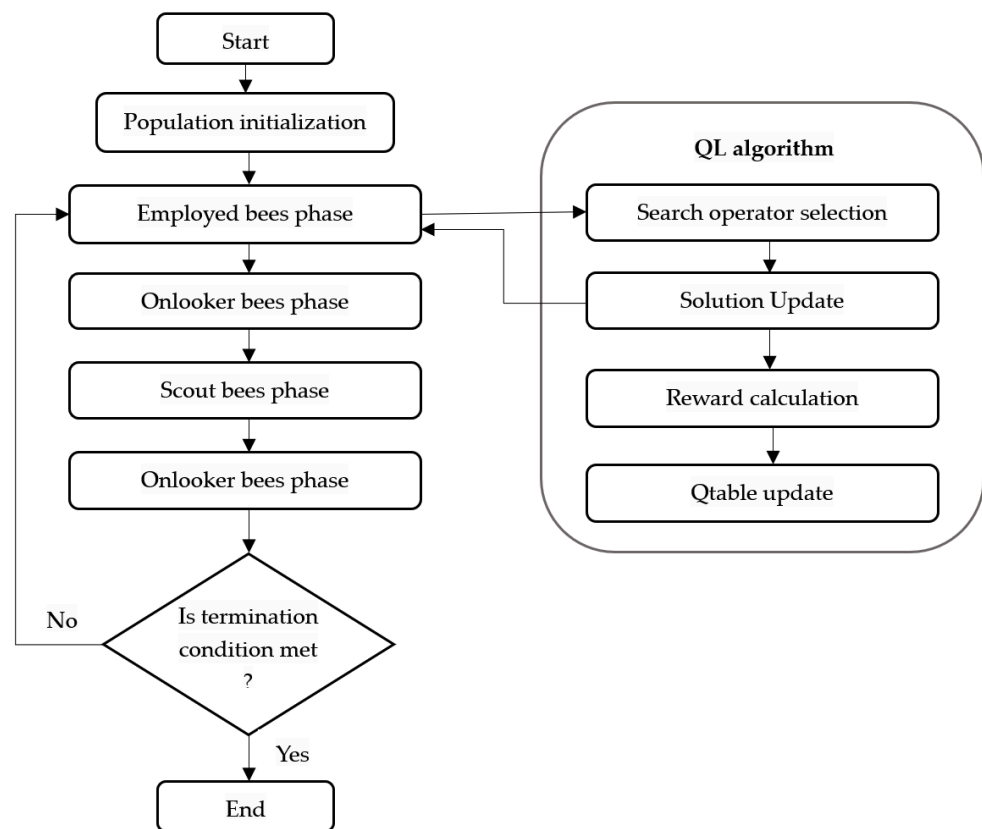 Start
Population initialization
Employed bees phase
Onlooker bees phase
Scout bees phase
Onlooker bees phase
No
Is termination
condition met
?
Yes
End
QL algorithm
Search operator selection
Solution Update
Reward calculation
Qtable update